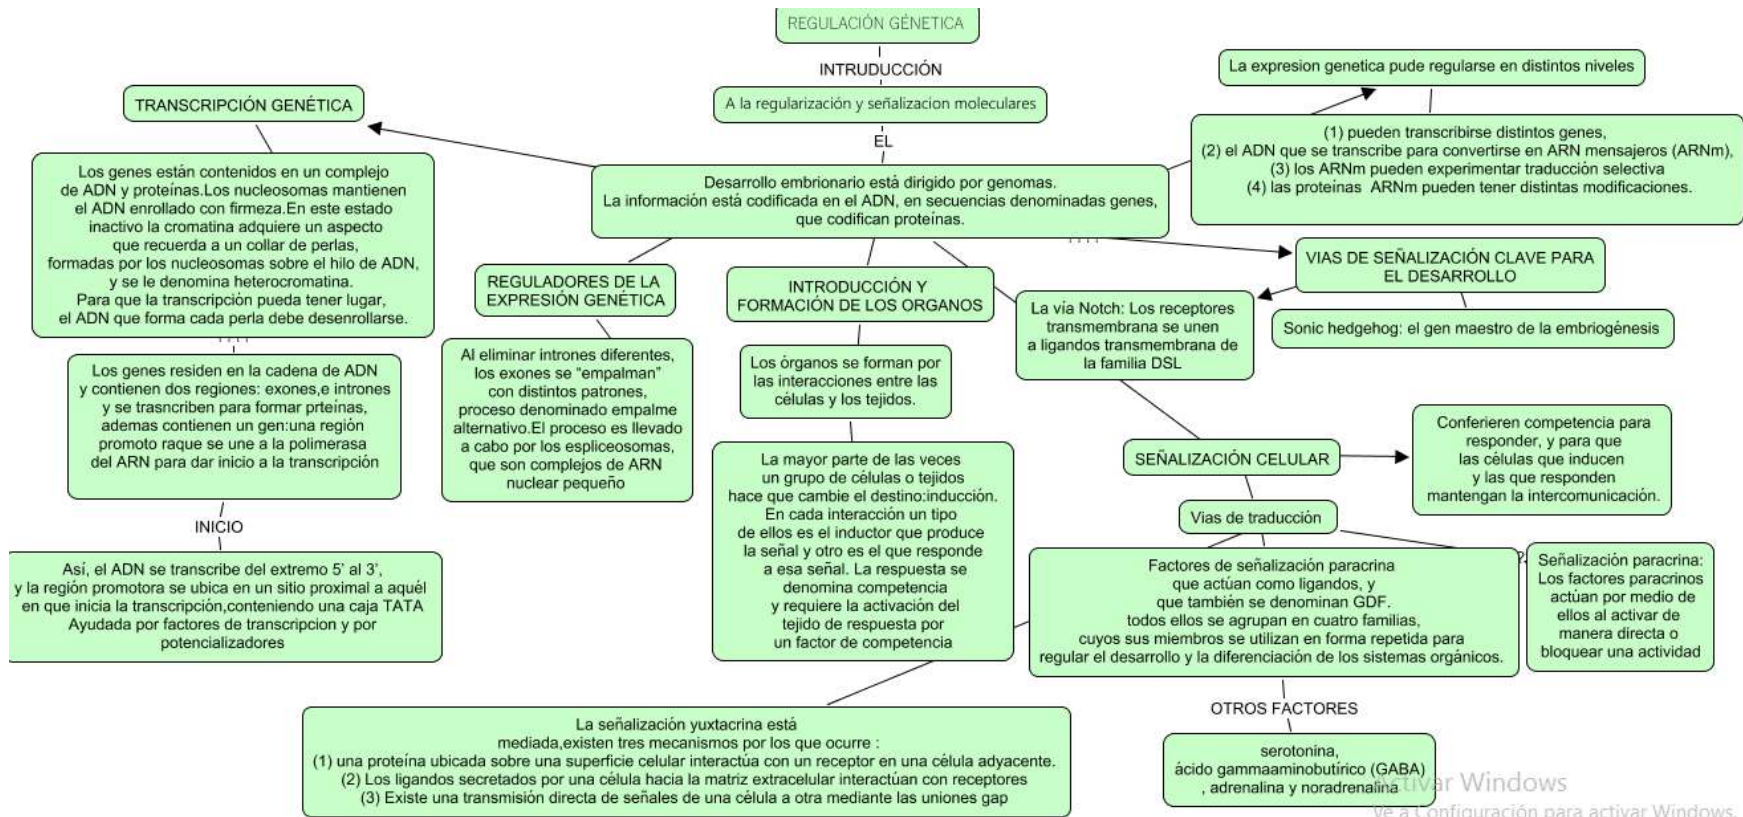 REGULACIÓN GÉNETICA
INTRUDUCCIÓN
A la regularización y señalizacion moleculares
EL
Desarrollo embrionario está dirigido por genomas.
La información está codificada en el ADN, en secuencias denominadas genes,
que codifican proteínas.
TRANSCRIPCIÓN GENÉTICA
Los genes están contenidos en un complejo
de ADN y proteínas.Los nucleosomas mantienen
el ADN enrollado con firmeza.En este estado
inactivo la cromatina adquiere un aspecto
que recuerda a un collar de perlas,
formadas por los nucleosomas sobre el hilo de ADN,
y se le denomina heterocromatina.
Para que la transcripción pueda tener lugar,
el ADN que forma cada perla debe desenrollarse.
Los genes residen en la cadena de ADN
y contienen dos regiones: exones,e intrones
y se trasncriben para formar prteínas,
ademas contienen un gen:una región
promoto raque se une a la polimerasa
del ARN para dar inicio a la transcripción
INICIO
Así, el ADN se transcribe del extremo 5' al 3',
y la región promotora se ubica en un sitio proximal a aquél
en que inicia la transcripción,conteniendo una caja TATA
Ayudada por factores de transcripcion y por
potencializadores
REGULADORES DE LA
EXPRESIÓN GENÉTICA
Al eliminar intrones diferentes,
los exones se “empalman”
con distintos patrones,
proceso denominado empalme
alternativo.El proceso es llevado
a cabo por los espliceosomas,
que son complejos de ARN
nuclear pequeño
INTRODUCCIÓN Y
FORMACIÓN DE LOS ORGANOS
Los órganos se forman por
las interacciones entre las
células y los tejidos.
La mayor parte de las veces
un grupo de células o tejidos
hace que cambie el destino:inducción.
En cada interacción un tipo
de ellos es el inductor que produce
la señal y otro es el que responde
a esa señal. La respuesta se
denomina competencia
y requiere la activación del
tejido de respuesta por
un factor de competencia
La expresion genetica pude regularse en distintos niveles
(1) pueden transcribirse distintos genes,
(2) el ADN que se transcribe para convertirse en ARN mensajeros (ARNm),
(3) los ARNm pueden experimentar traducción selectiva
(4) las proteínas ARNm pueden tener distintas modificaciones.
VIAS DE SEÑALIZACIÓN CLAVE PARA
EL DESARROLLO
La vía Notch: Los receptores
transmembrana se unen
a ligandos transmembrana de
la familia DSL
Sonic hedgehog: el gen maestro de la embriogénesis
SEÑALIZACIÓN CELULAR
Conferieren competencia para
responder, y para que
las células que inducen
y las que responden
mantengan la intercomunicación.
Vias de traducción
Factores de señalización paracrina
que actúan como ligandos, y
que también se denominan GDF.
todos ellos se agrupan en cuatro familias,
cuyos sus miembros se utilizan en forma repetida para
regular el desarrollo y la diferenciación de los sistemas orgánicos.
Señalización paracrina:
Los factores paracrinos
actúan por medio de
ellos al activar de
manera directa o
bloquear una actividad
La señalización yuxtacrina está
mediada,existen tres mecanismos por los que ocurre :
(1) una proteína ubicada sobre una superficie celular interactúa con un receptor en una célula adyacente.
(2) Los ligandos secretados por una célula hacia la matriz extracelular interactúan con receptores
(3) Existe una transmisión directa de señales de una célula a otra mediante las uniones gap
OTROS FACTORES
serotonína,
ácido gammaaminobutírico (GABA)
, adrenalina y noradrenalina
Activar Windows
Ve a Configuración para activar Windows.